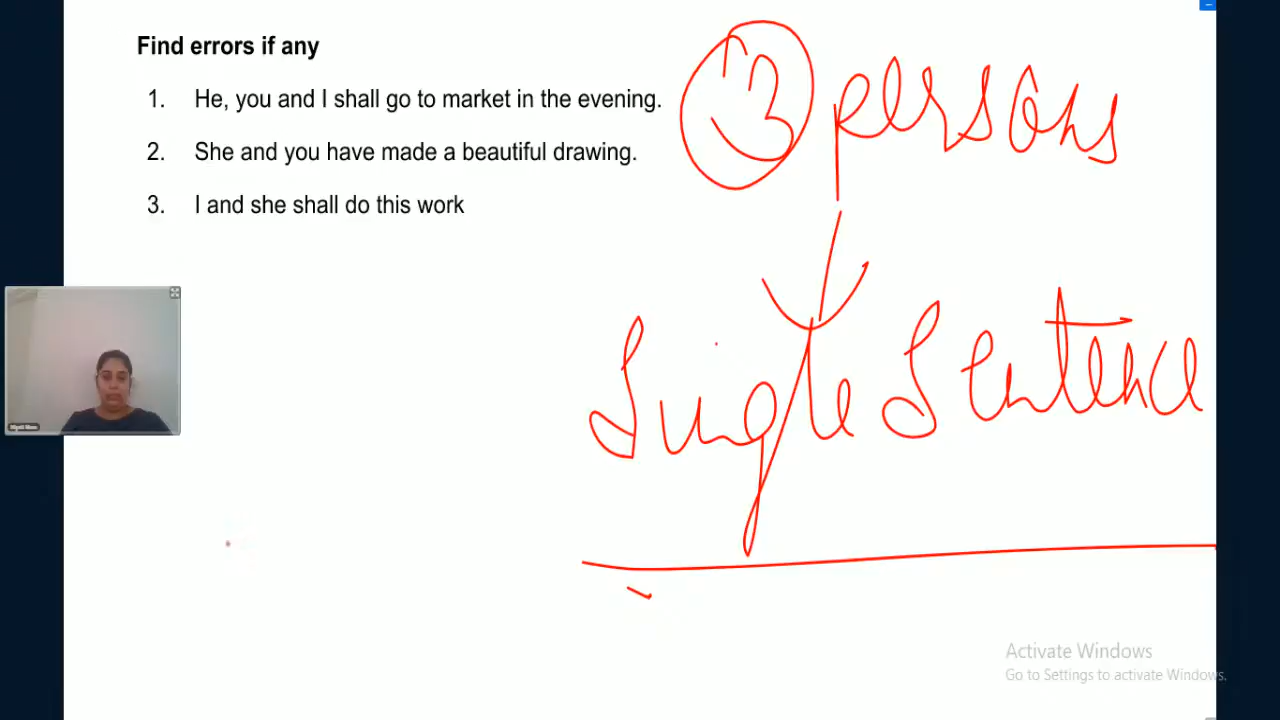 Find errors if any
1. He, you and I shall go to market in the evening.
2. She and you have made a beautiful drawing.
3. I and she shall do this work
3 persons
Single Sentence
Activate Windows
Go to Settings to activate Windows.